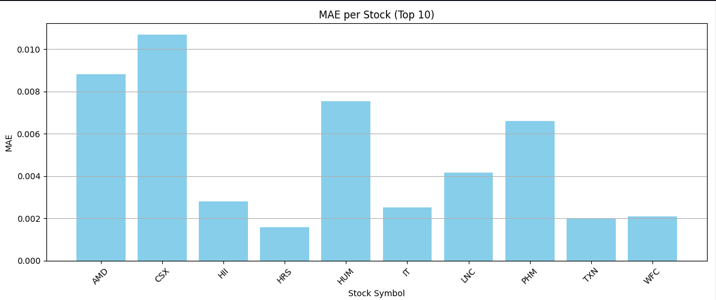 MAE per Stock (Top 10)
0.010
0.008
0.006
0.004
0.002
0.000
MAE
AMD
CSX
HII
HRS
HUM
IT
LNC
PHM
TXN
WFC
Stock Symbol